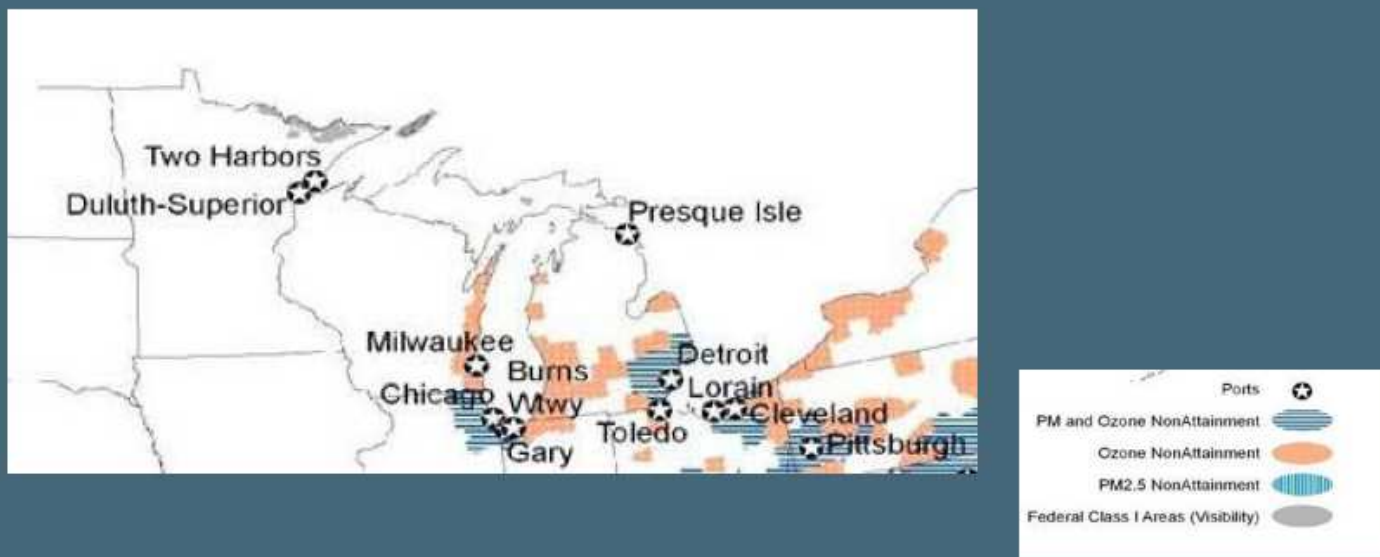 Two Harbors
Duluth-Superior
Presque Isle
Milwaukee
Burns
Detroit
Chicago
Wtwy
Lorain
Toledo
Cleveland
Gary
Pittsburgh
Ports
PM and Ozone NonAttainment
Ozone NonAttainment
PM2.5 NonAttainment
Federal Class I Areas (Visibility)